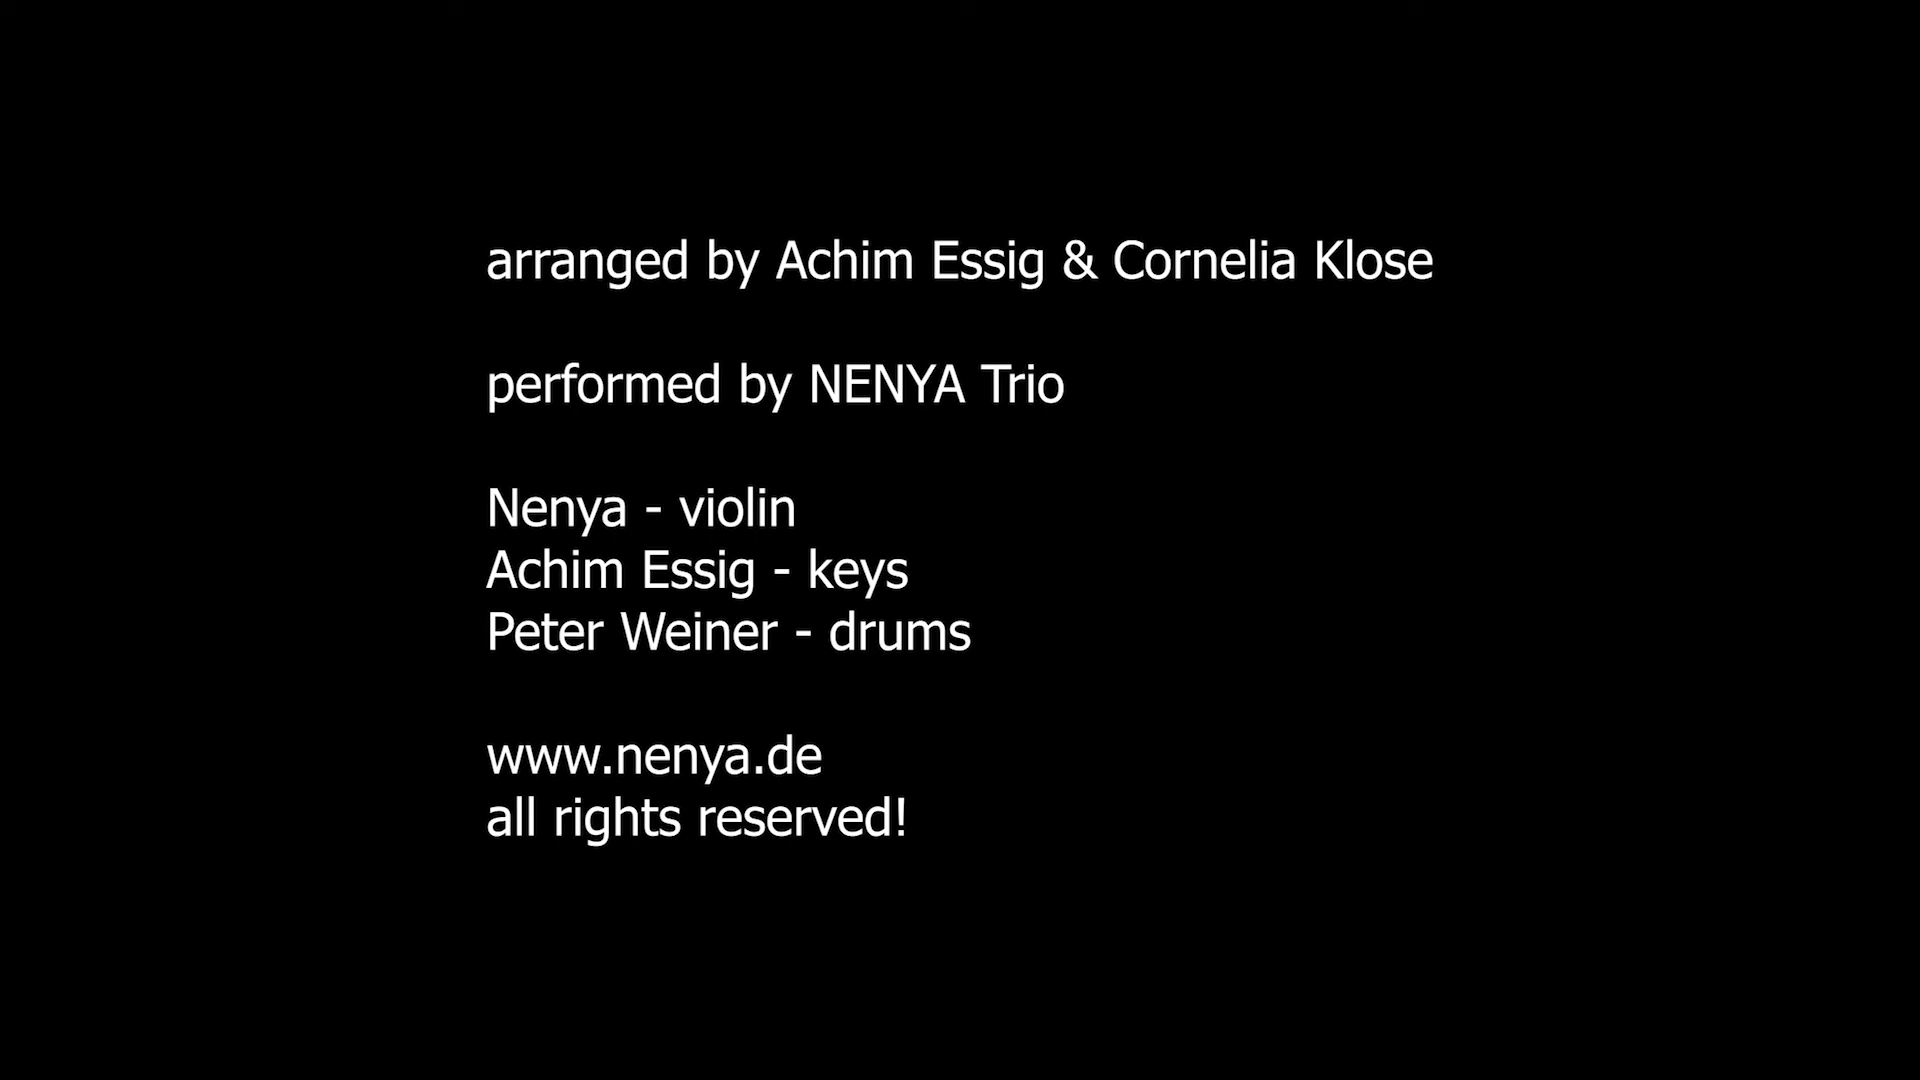 arranged by Achim Essig & Cornelia Klose
performed by NENYA Trio
Nenya - violin
Achim Essig - keys
Peter Weiner - drums
www.nenya.de
all rights reserved!